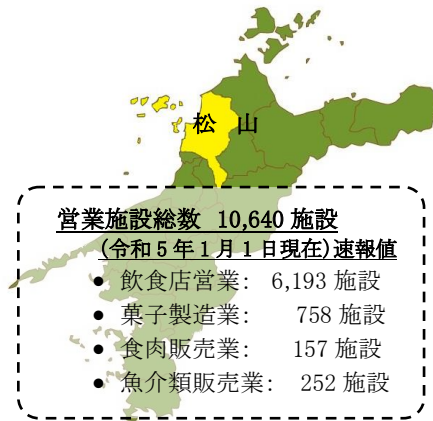 松 山
営業施設総数 10,640 施設
(令和5年1月1日現在)速報値
● 飲食店営業: 6,193 施設
● 菓子製造業: 758 施設
● 食肉販売業: 157 施設
● 魚介類販売業: 252 施設